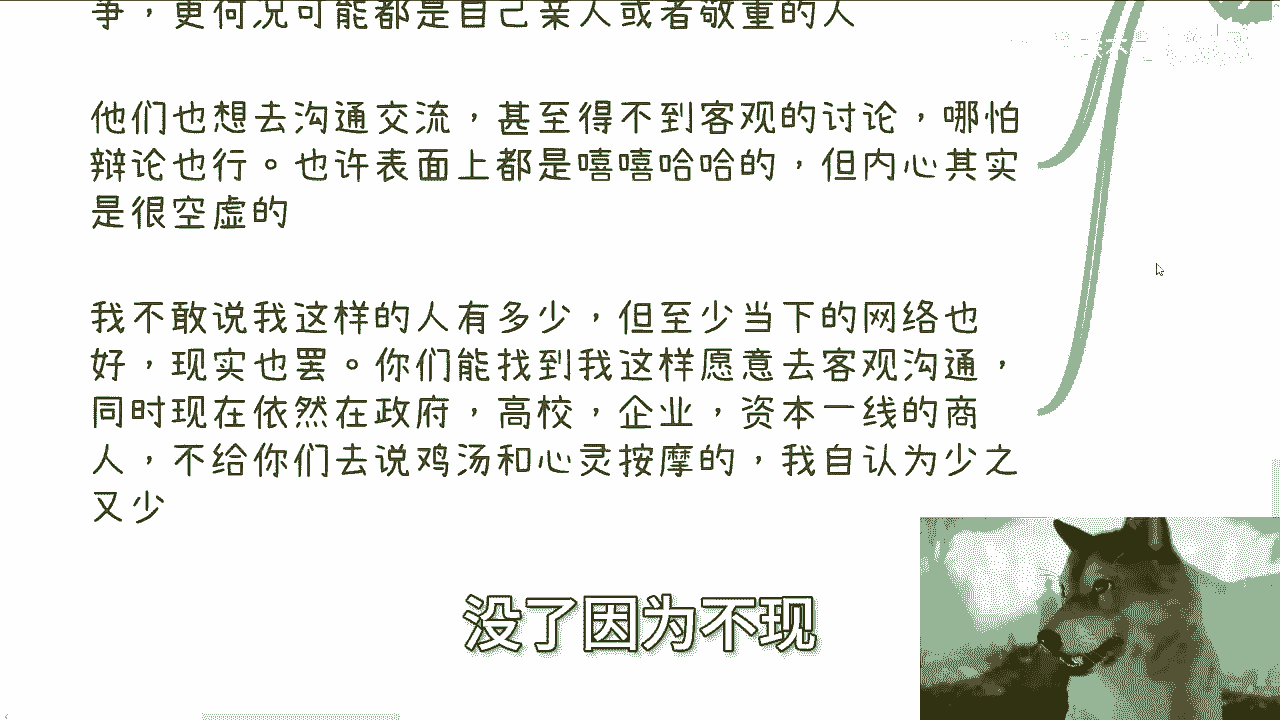 争，更何况可能都是自己亲人或者敬重的人
他们也想去沟通交流，甚至得不到客观的讨论，哪怕
辩论也行。也许表面上都是嘻嘻哈哈的，但内心其实
是很空虚的
我不敢说我这样的人有多少，但至少当下的网络也
好，现实也罢。你们能找到我这样愿意去客观沟通，
同时现在依然在政府，高校，企业，资本一线的商
人，不给你们去说鸡汤和心灵按摩的，我自认为少之
又少
没了因为不现